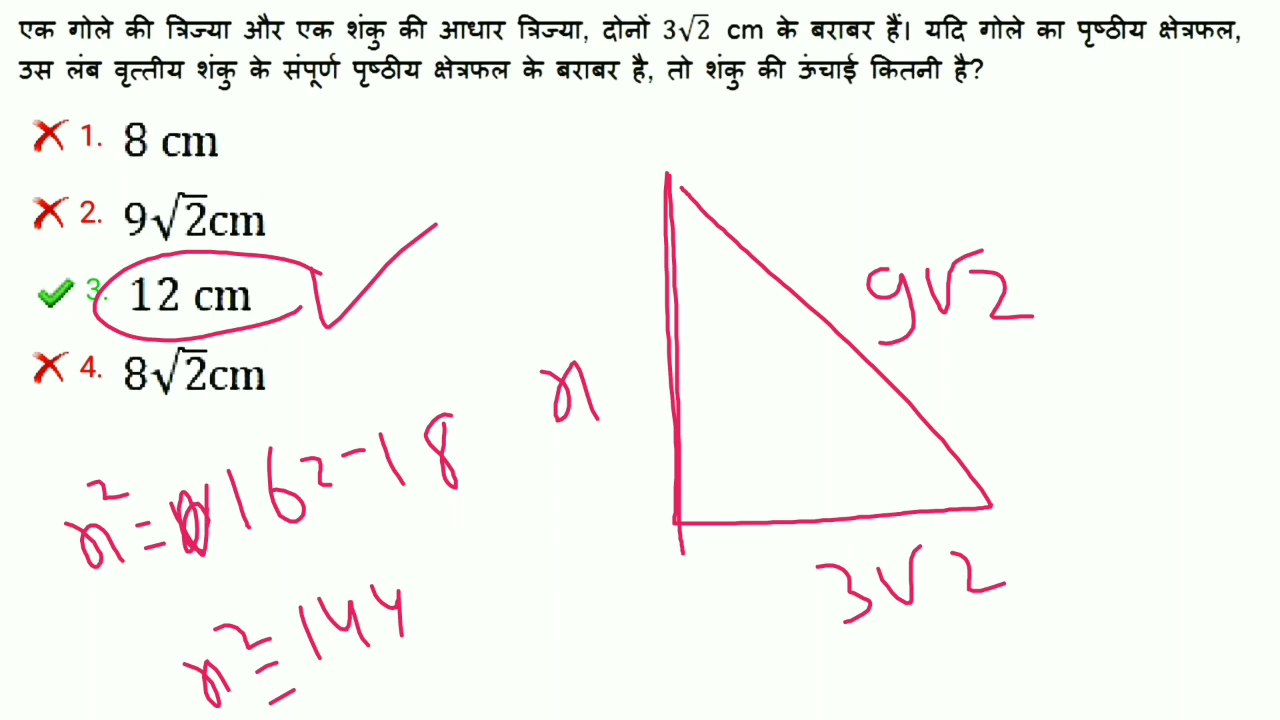 एक गोले की त्रिज्या और एक शंकु की आधार त्रिज्या, दोनों 3√2 cm के बराबर हैं। यदि गोले का पृष्ठीय क्षेत्रफल,
उस लंब वृत्तीय शंकु के संपूर्ण पृष्ठीय क्षेत्रफल के बराबर है, तो शंकु की ऊंचाई कितनी है?
1. 8 cm
2. 9√2cm
3. 12 cm
4. 8√2cm
9√2
x
3√2
x² = 162 - 18
x² = 144